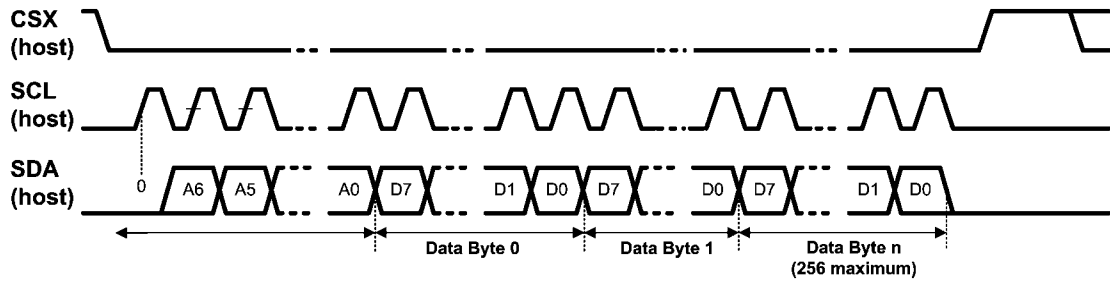 CSX
(host)
SCL
(host)
SDA
(host)
0 A6 A5 A0 D7 D1 D0 D7 D0 D7 D1 D0
Data Byte 0 Data Byte 1 Data Byte n
(256 maximum)